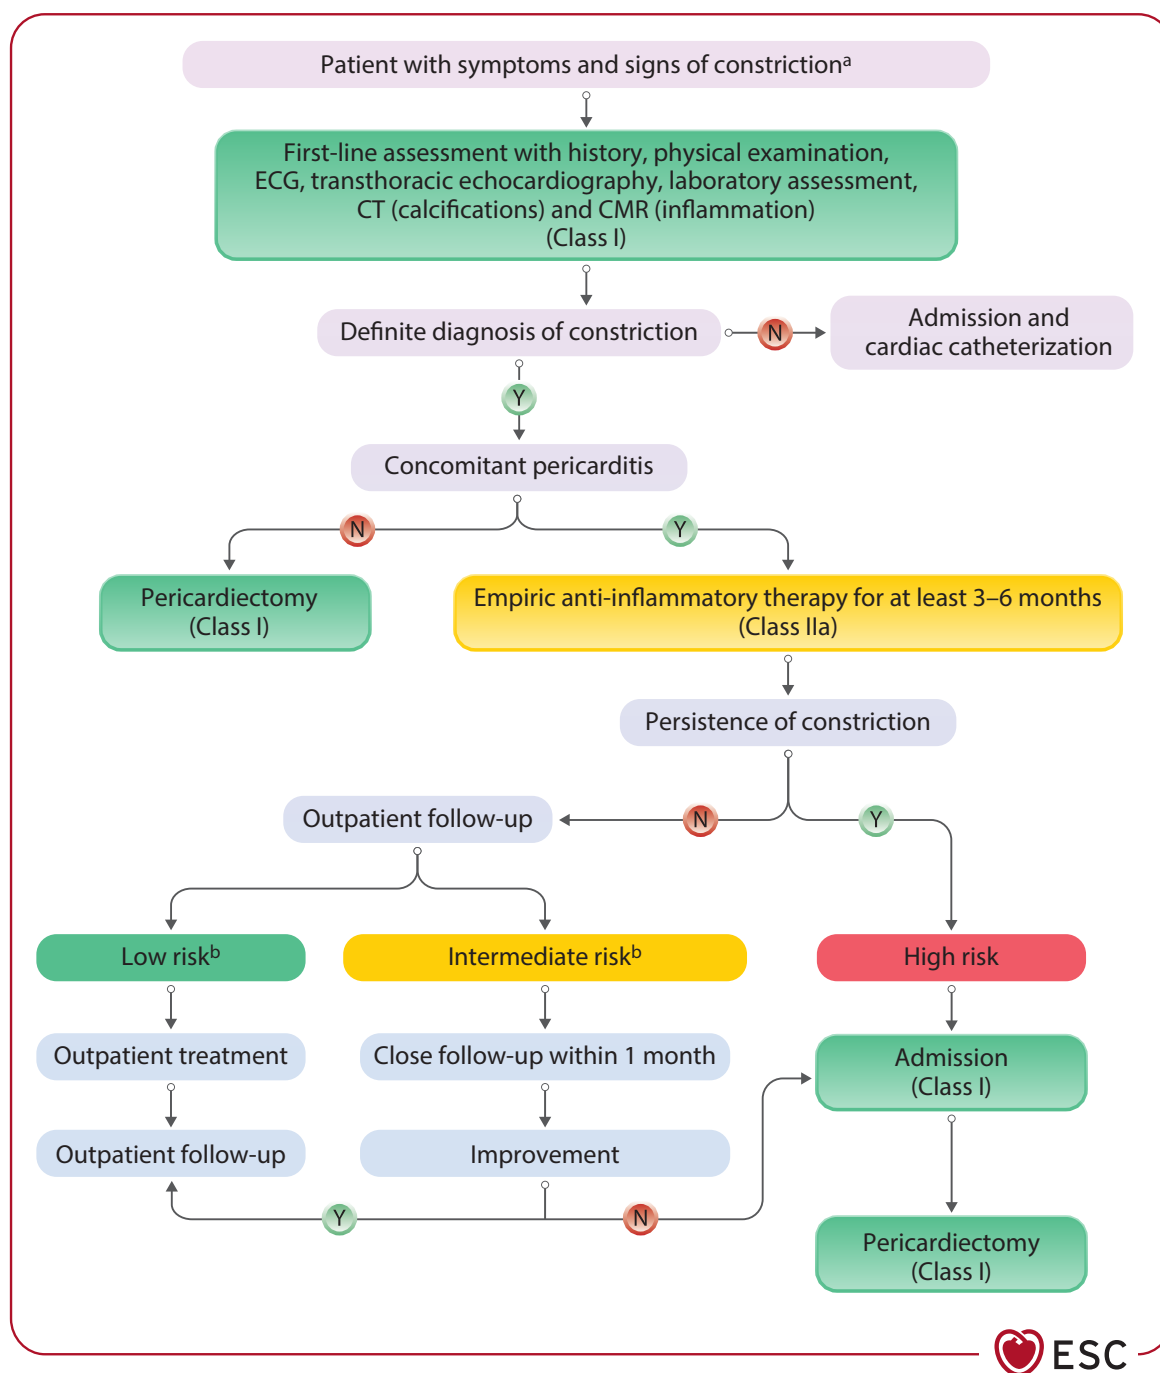 Patient with symptoms and signs of constrictionᵃ
First-line assessment with history, physical examination,
ECG, transthoracic echocardiography, laboratory assessment,
CT (calcifications) and CMR (inflammation)
(Class I)
Definite diagnosis of constriction
N
Admission and
cardiac catheterization
Y
Concomitant pericarditis
N
Y
Pericardiectomy
(Class I)
Empiric anti-inflammatory therapy for at least 3–6 months
(Class IIa)
Persistence of constriction
Outpatient follow-up
N
Y
Low riskᵇ
Intermediate riskᵇ
High risk
Outpatient treatment
Close follow-up within 1 month
Admission
(Class I)
Outpatient follow-up
Improvement
Y
N
Pericardiectomy
(Class I)
ESC